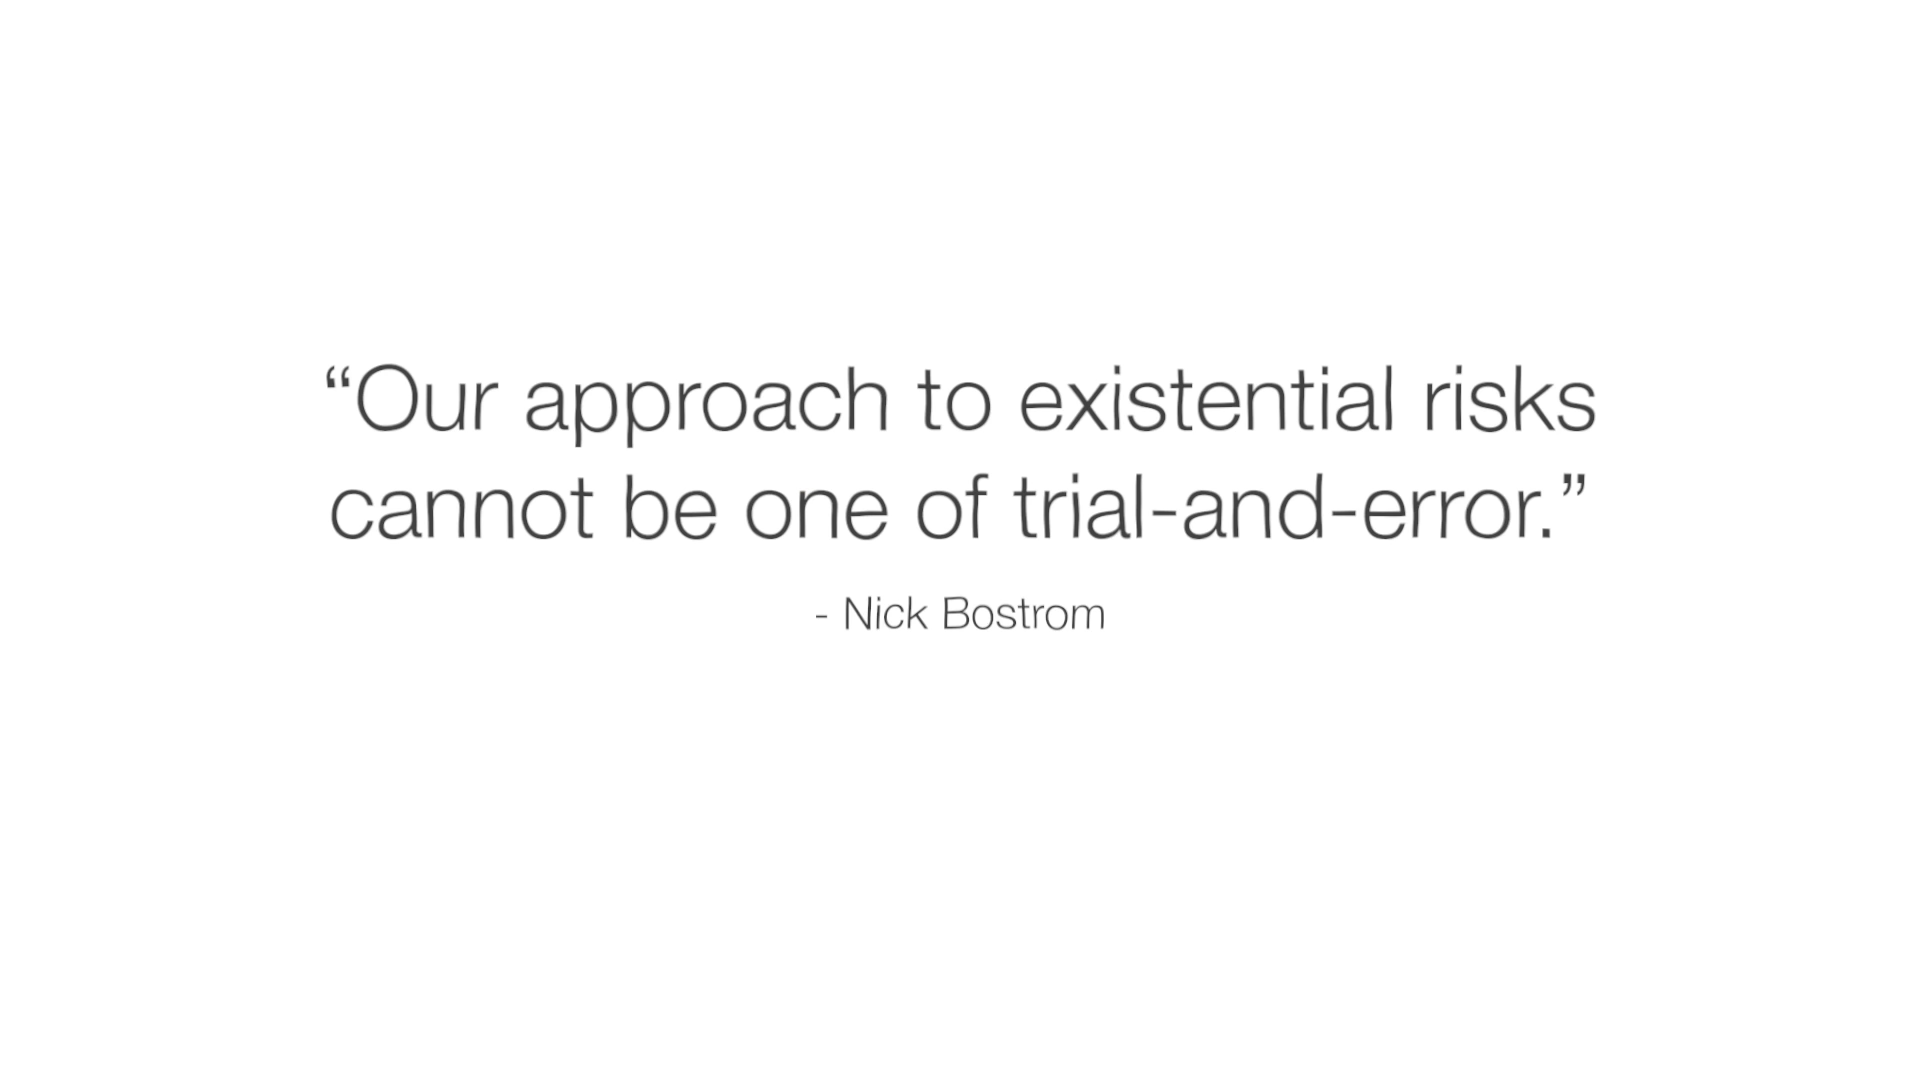 “Our approach to existential risks
cannot be one of trial-and-error.”
- Nick Bostrom